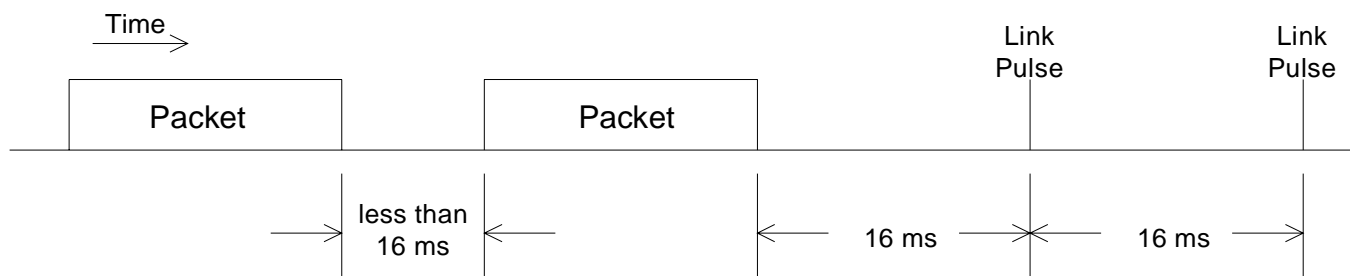 Time
Link
Pulse
Link
Pulse
Packet
Packet
less than
16 ms
16 ms
16 ms